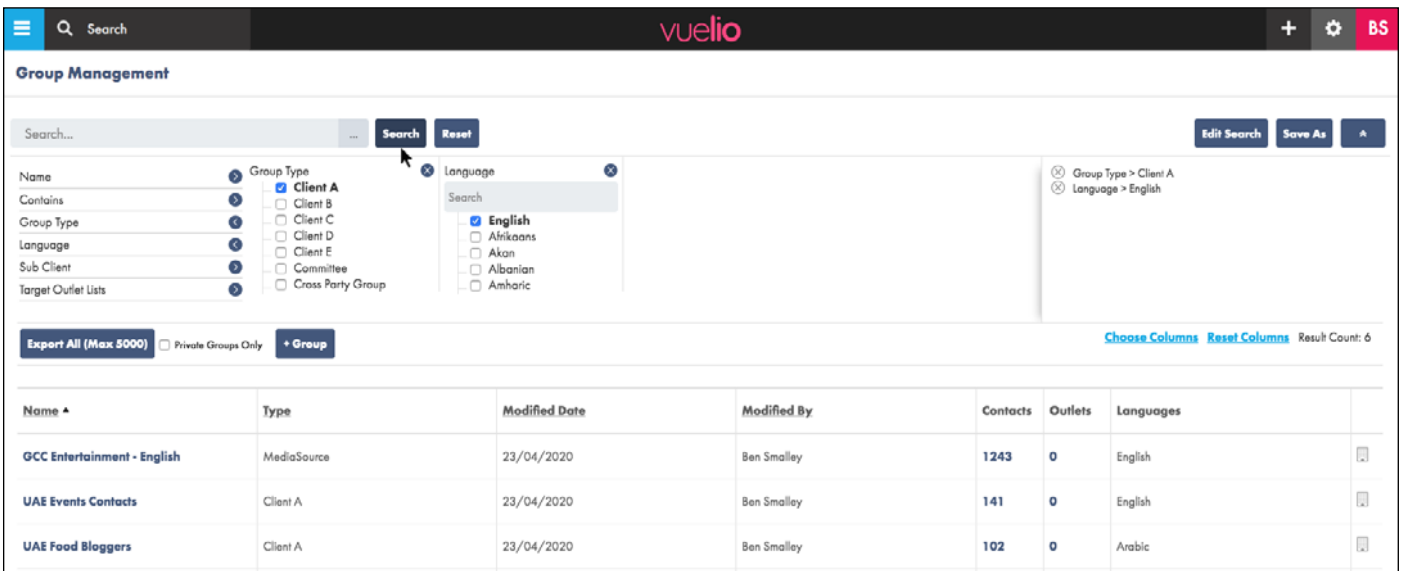 Search
vuelio
BS
Group Management
Search...
...
Search
Reset
Edit Search
Save As
Name
Contains
Group Type
Language
Sub Client
Target Outlet Lists
Group Type
Client A
Client B
Client C
Client D
Client E
Committee
Cross Party Group
Language
Search
English
Afrikaans
Akan
Albanian
Amharic
Group Type > Client A
Language > English
Export All (Max 5000) Private Groups Only + Group
Choose Columns Reset Columns Result Count: 6
Name Type Modified Date Modified By Contacts Outlets Languages
GCC Entertainment - English MediaSource 23/04/2020 Ben Smalley 1243 0 English
UAE Events Contacts Client A 23/04/2020 Ben Smalley 141 0 English
UAE Food Bloggers Client A 23/04/2020 Ben Smalley 102 0 Arabic